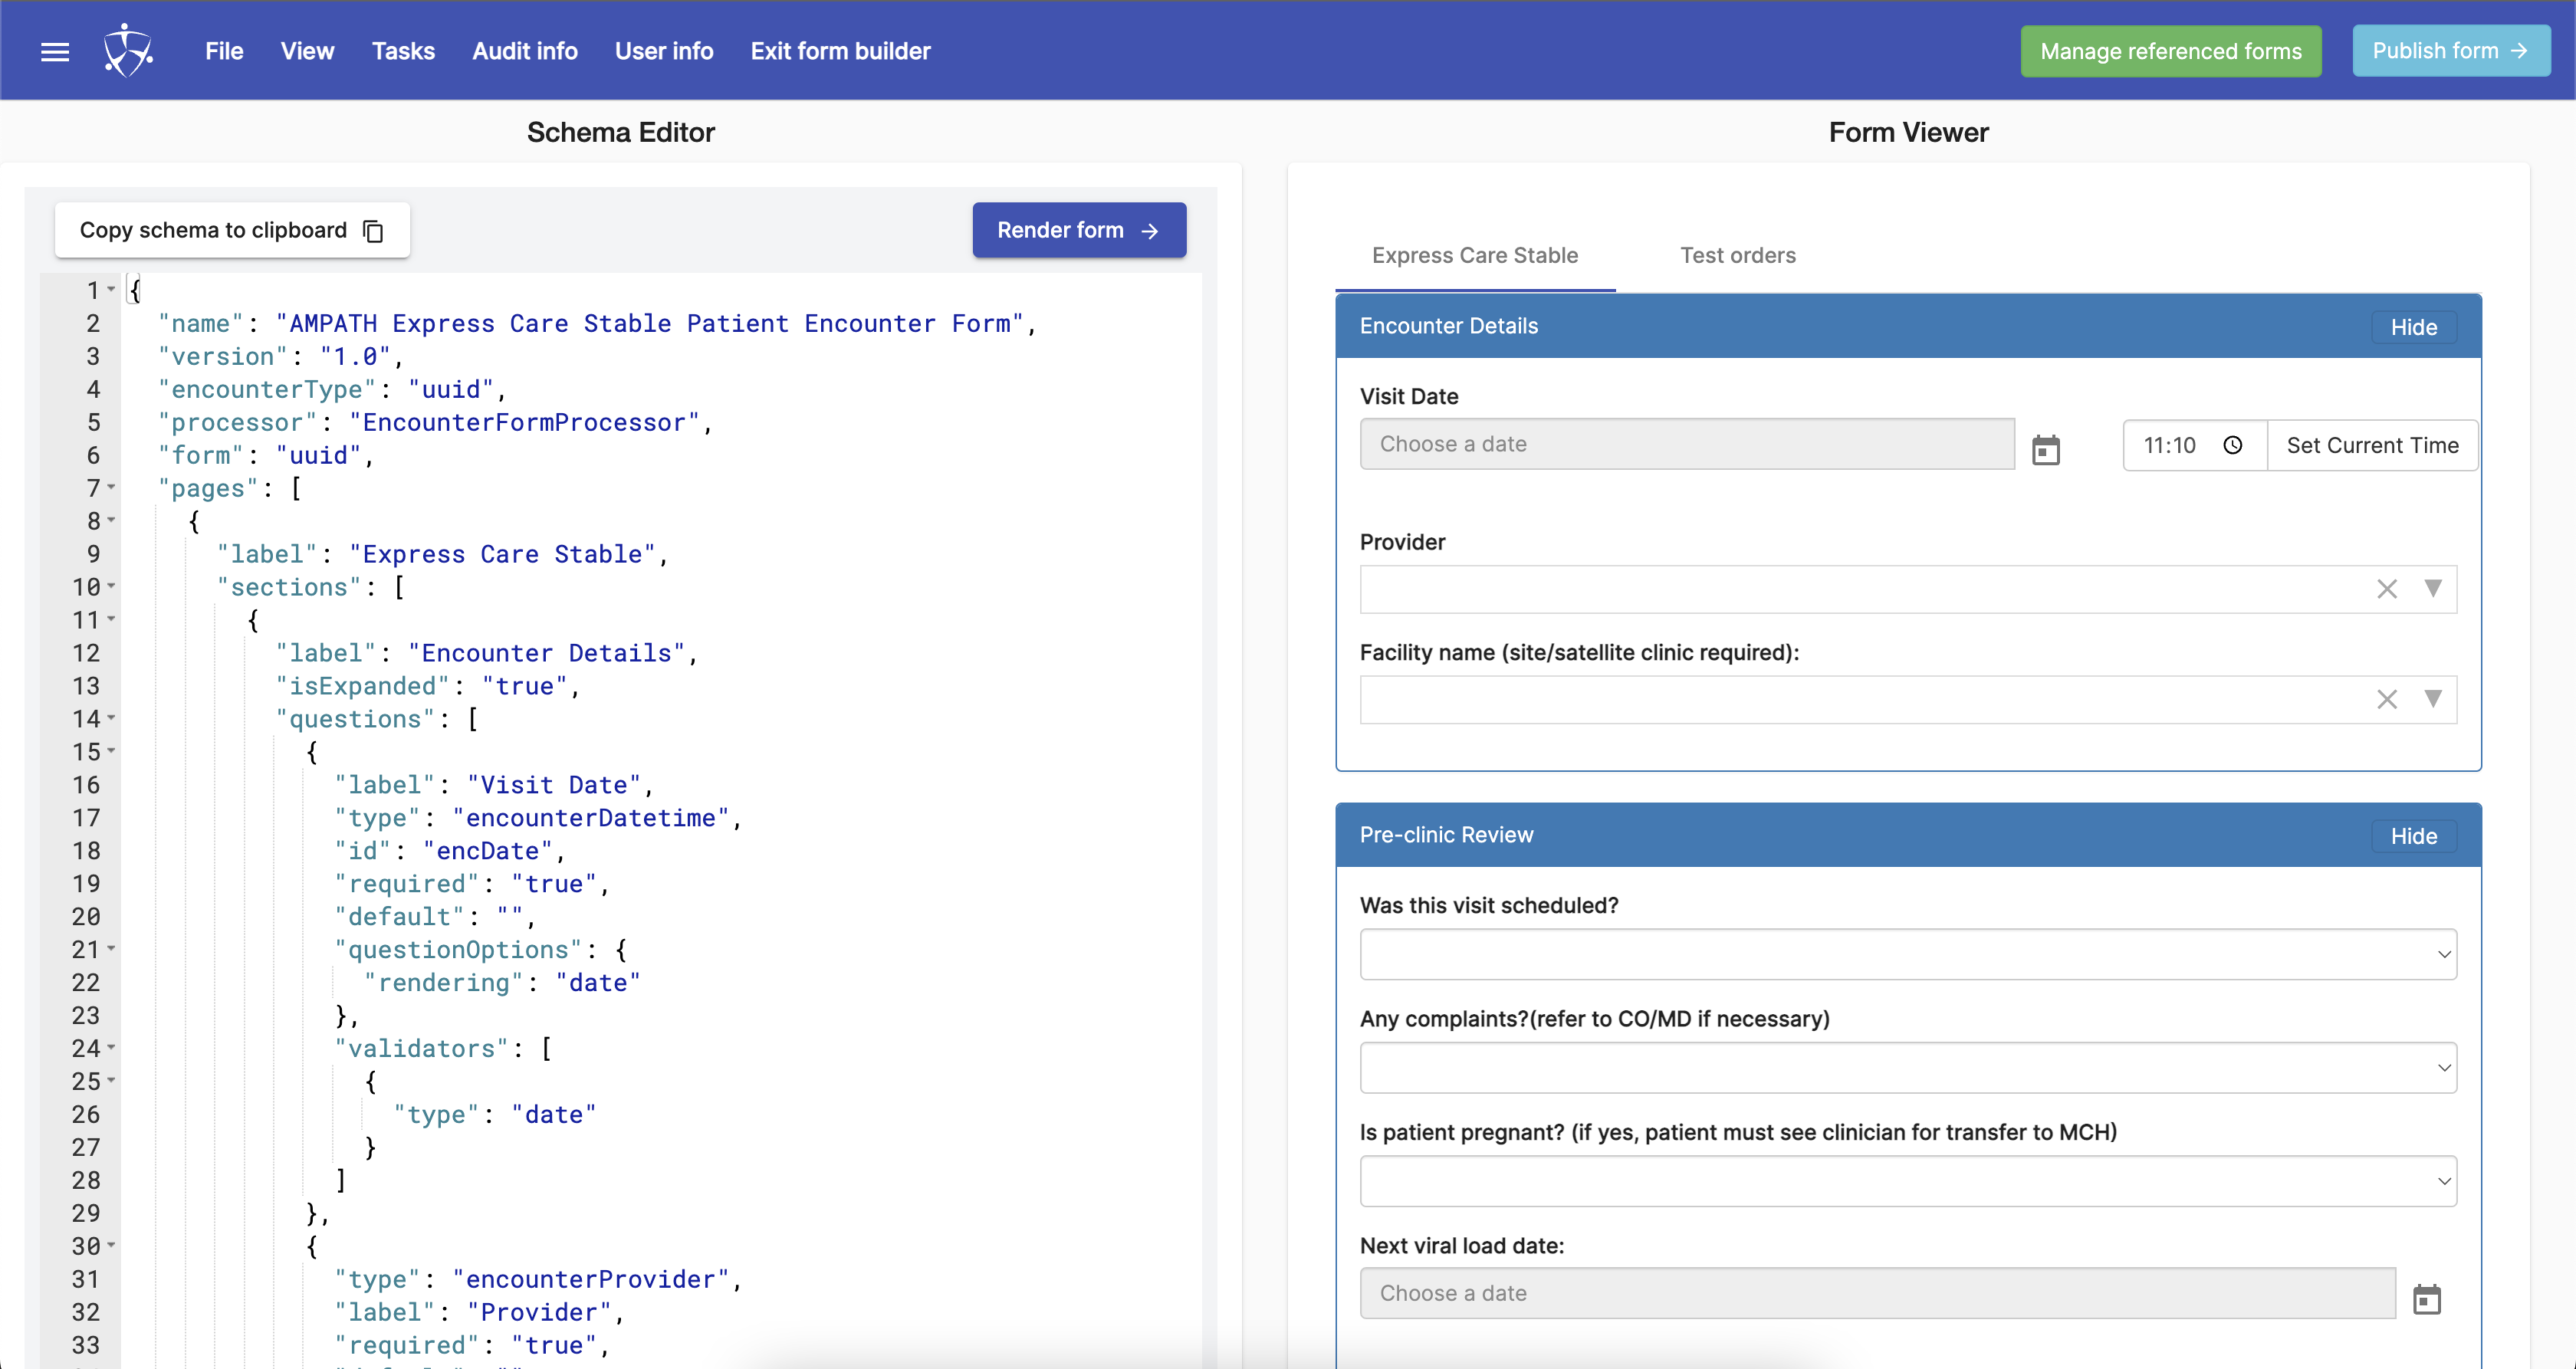 File View Tasks Audit info User info Exit form builder Manage referenced forms Publish form →
Schema Editor
Copy schema to clipboard
Render form →
1 {
2 "name": "AMPATH Express Care Stable Patient Encounter Form",
3 "version": "1.0",
4 "encounterType": "uuid",
5 "processor": "EncounterFormProcessor",
6 "form": "uuid",
7 "pages": [
8 {
9 "label": "Express Care Stable",
10 "sections": [
11 {
12 "label": "Encounter Details",
13 "isExpanded": "true",
14 "questions": [
15 {
16 "label": "Visit Date",
17 "type": "encounterDatetime",
18 "id": "encDate",
19 "required": "true",
20 "default": "",
21 "questionOptions": {
22 "rendering": "date"
23 },
24 "validators": [
25 {
26 "type": "date"
27 }
28 ]
29 },
30 {
31 "type": "encounterProvider",
32 "label": "Provider",
33 "required": "true",
Form Viewer
Express Care Stable Test orders
Encounter Details Hide
Visit Date
Choose a date 11:10 Set Current Time
Provider
Facility name (site/satellite clinic required):
Pre-clinic Review Hide
Was this visit scheduled?
Any complaints?(refer to CO/MD if necessary)
Is patient pregnant? (if yes, patient must see clinician for transfer to MCH)
Next viral load date:
Choose a date